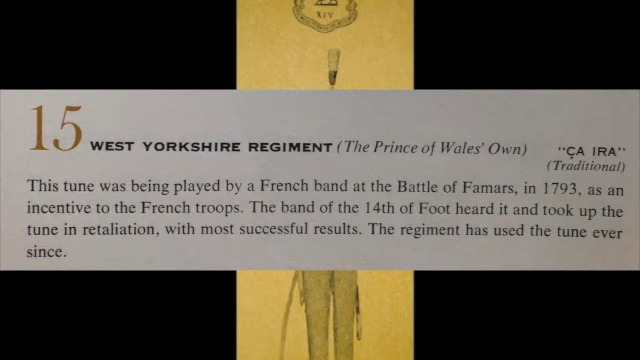 XIV
15 WEST YORKSHIRE REGIMENT (The Prince of Wales' Own) "ÇA IRA"
(Traditional)
This tune was being played by a French band at the Battle of Famars, in 1793, as an
incentive to the French troops. The band of the 14th of Foot heard it and took up the
tune in retaliation, with most successful results. The regiment has used the tune ever
since.